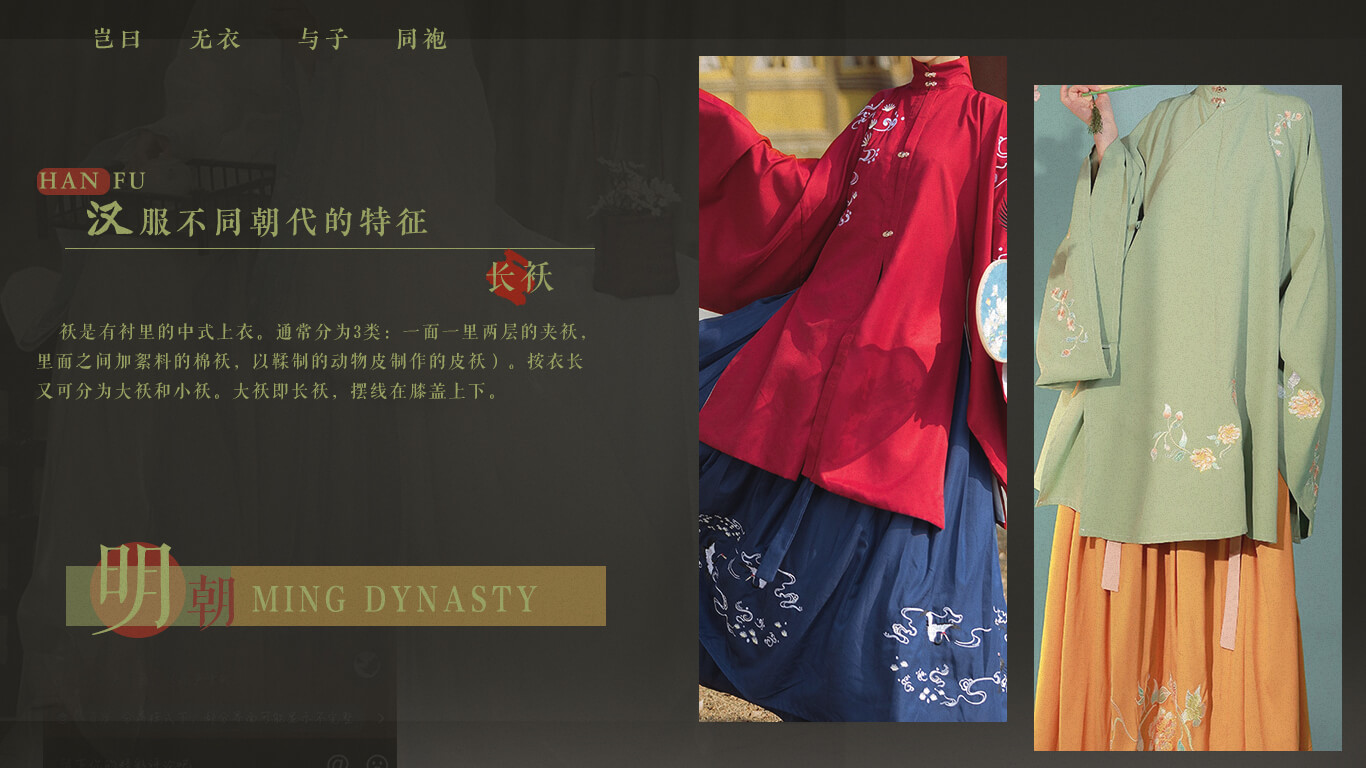 岂曰 无衣 与子 同袍
HAN FU
汉服不同朝代的特征
长袄
袄是有衬里的中式上衣。通常分为3类：一面一里两层的夹袄，
里面之间加絮料的棉袄，以鞣制的动物皮制作的皮袄）。按衣长
又可分为大袄和小袄。大袄即长袄，摆线在膝盖上下。
明朝 MING DYNASTY